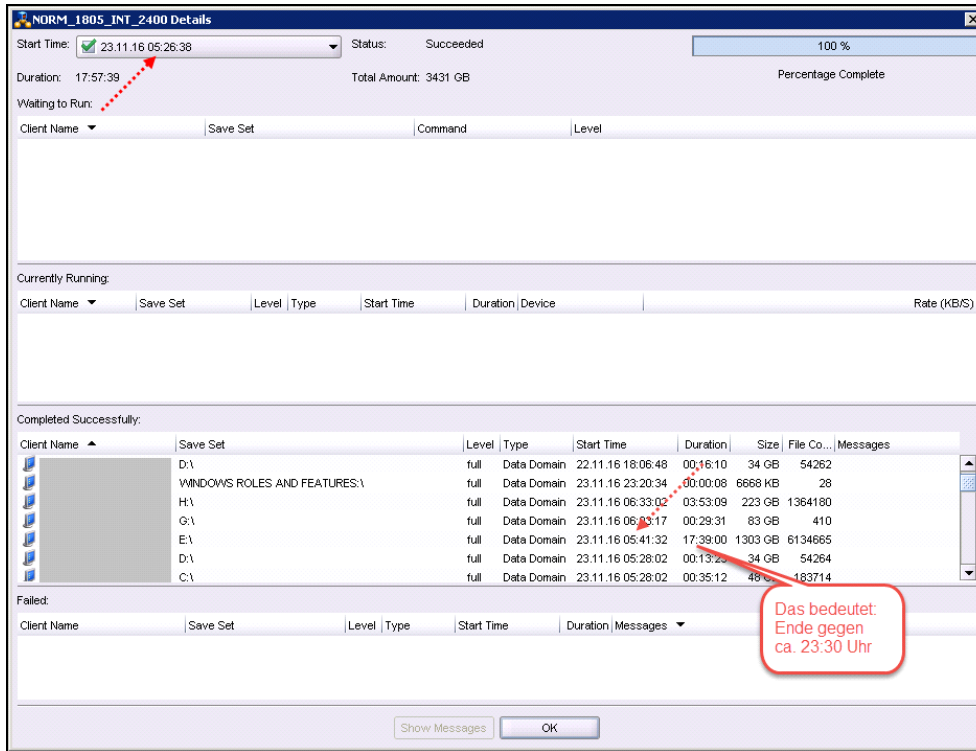 NORM_1805_INT_2400 Details
Start Time: 23.11.16 05:26:38 Status: Succeeded 100 %
Duration: 17:57:39 Total Amount: 3431 GB Percentage Complete
Waiting to Run:
Client Name Save Set Command Level
Currently Running:
Client Name Save Set Level Type Start Time Duration Device Rate (KB/S)
Completed Successfully:
Client Name Save Set Level Type Start Time Duration Size File Co... Messages
D:\ full Data Domain 22.11.16 18:06:48 00:16:10 34 GB 54262
WINDOWS ROLES AND FEATURES:\ full Data Domain 23.11.16 23:20:34 00:00:08 6668 KB 28
H:\ full Data Domain 23.11.16 06:33:02 03:53:09 223 GB 1364180
G:\ full Data Domain 23.11.16 06:03:17 00:29:31 83 GB 410
E:\ full Data Domain 23.11.16 05:41:32 17:39:00 1303 GB 6134665
D:\ full Data Domain 23.11.16 05:28:02 34 GB 54264
C:\ full Data Domain 23.11.16 05:28:02 00:35:12 183714
Failed:
Client Name Save Set Level Type Start Time Duration Messages
Das bedeutet:
Ende gegen
ca. 23:30 Uhr
Show Messages OK